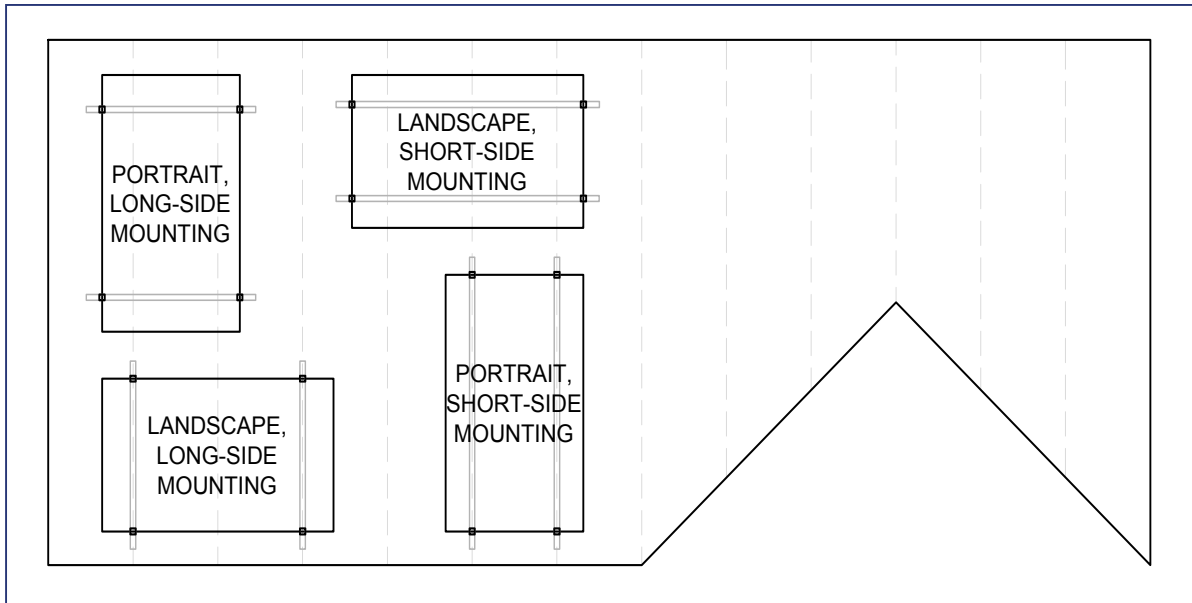 PORTRAIT,
LONG-SIDE
MOUNTING
LANDSCAPE,
SHORT-SIDE
MOUNTING
LANDSCAPE,
LONG-SIDE
MOUNTING
PORTRAIT,
SHORT-SIDE
MOUNTING